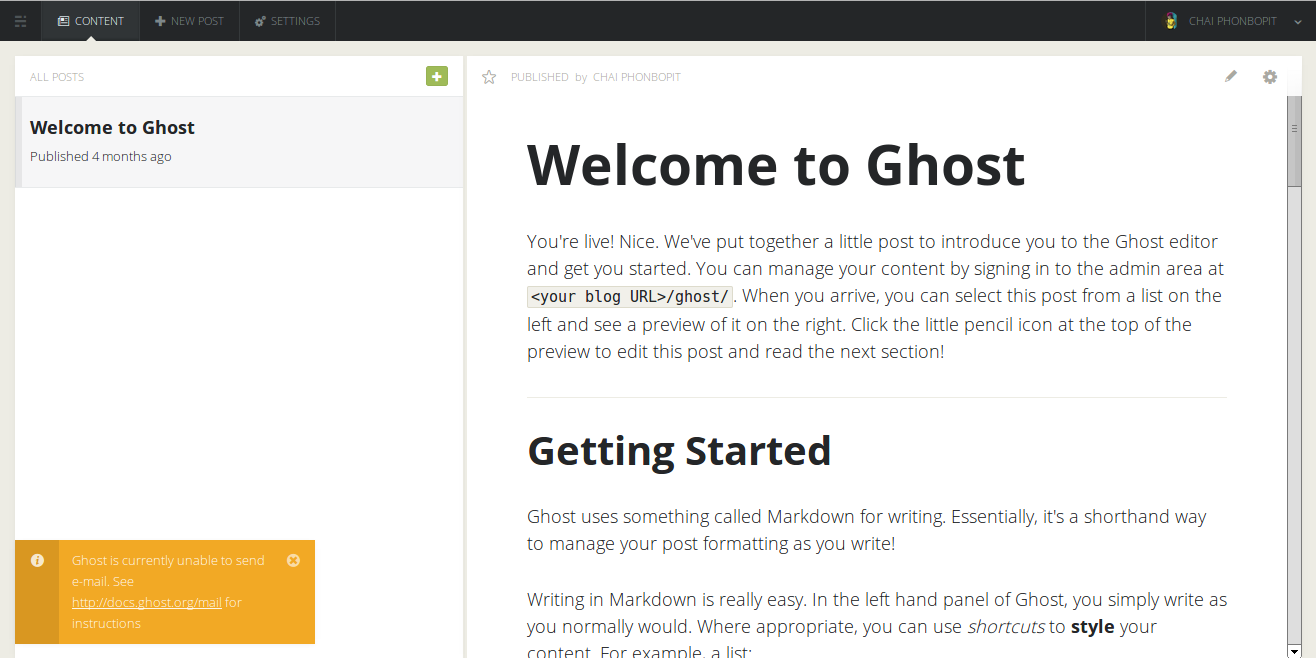 CONTENT
NEW POST
SETTINGS
CHAI PHONBOPIT
ALL POSTS
Welcome to Ghost
Published 4 months ago
Ghost is currently unable to send
e-mail. See
http://docs.ghost.org/mail for
instructions
PUBLISHED by CHAI PHONBOPIT
Welcome to Ghost
You're live! Nice. We've put together a little post to introduce you to the Ghost editor
and get you started. You can manage your content by signing in to the admin area at
<your blog URL>/ghost/. When you arrive, you can select this post from a list on the
left and see a preview of it on the right. Click the little pencil icon at the top of the
preview to edit this post and read the next section!
Getting Started
Ghost uses something called Markdown for writing. Essentially, it's a shorthand way
to manage your post formatting as you write!
Writing in Markdown is really easy. In the left hand panel of Ghost, you simply write as
you normally would. Where appropriate, you can use shortcuts to style your
content. For example, a list: